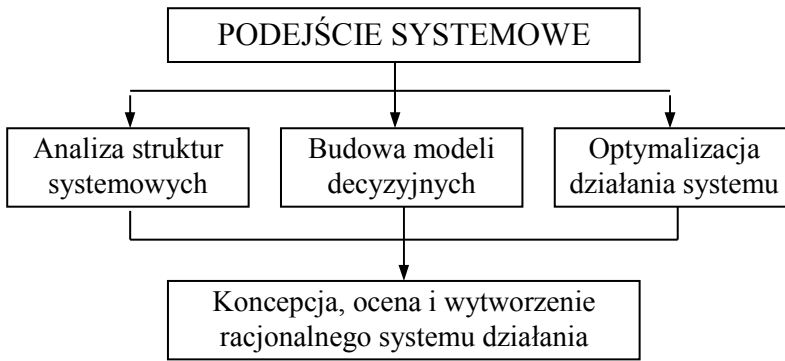 PODEJŚCIE SYSTEMOWE
Analiza struktur
systemowych
Budowa modeli
decyzyjnych
Optymalizacja
działania systemu
Koncepcja, ocena i wytworzenie
racjonalnego systemu działania